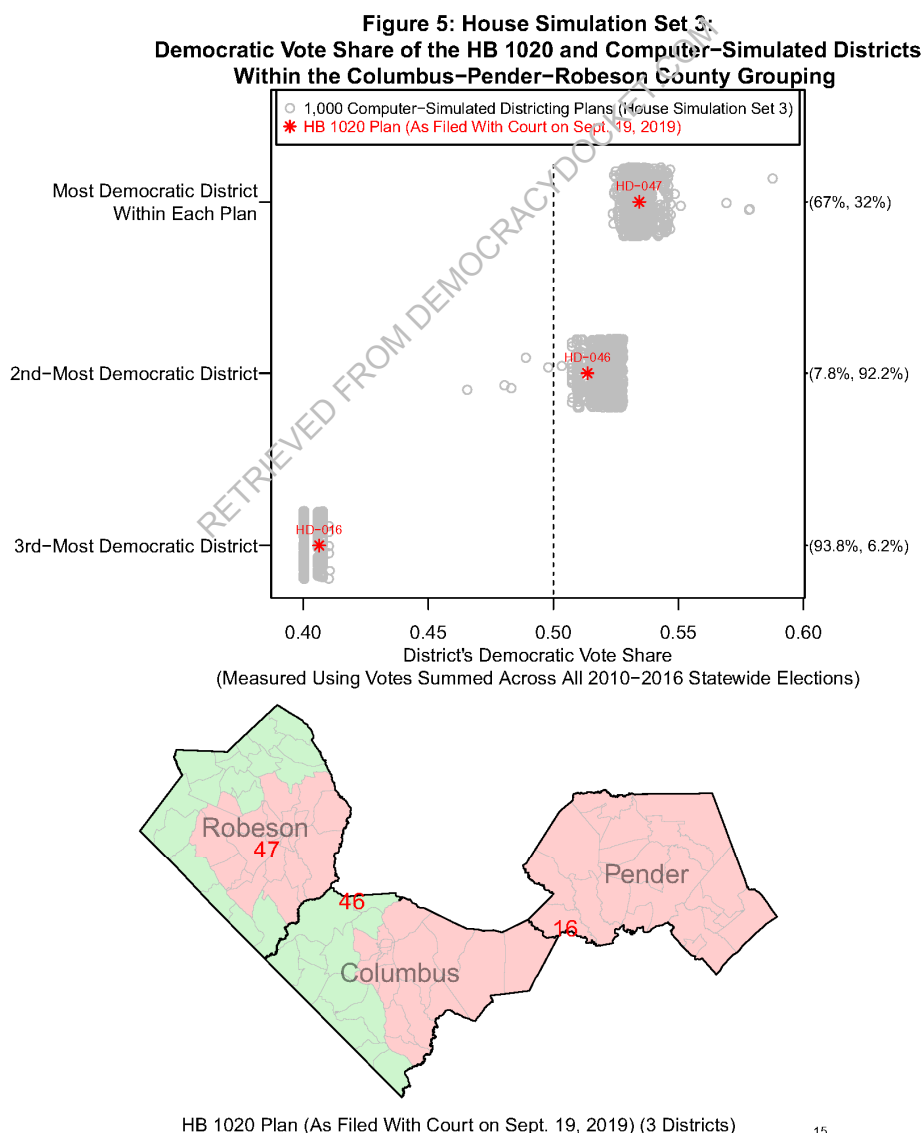 Figure 5: House Simulation Set 3:
Democratic Vote Share of the HB 1020 and Computer−Simulated Districts
Within the Columbus−Pender−Robeson County Grouping
1,000 Computer−Simulated Districting Plans (House Simulation Set 3)
HB 1020 Plan (As Filed With Court on Sept. 19, 2019)
Most Democratic District
Within Each Plan
HD−047
(67%, 32%)
2nd−Most Democratic District
HD−046
(7.8%, 92.2%)
3rd−Most Democratic District
HD−016
(93.8%, 6.2%)
RETRIEVED FROM DEMOCRACYDOCKET.COM
0.40 0.45 0.50 0.55 0.60
District's Democratic Vote Share
(Measured Using Votes Summed Across All 2010−2016 Statewide Elections)
Robeson
47
Pender
46
16
Columbus
HB 1020 Plan (As Filed With Court on Sept. 19, 2019) (3 Districts)
15